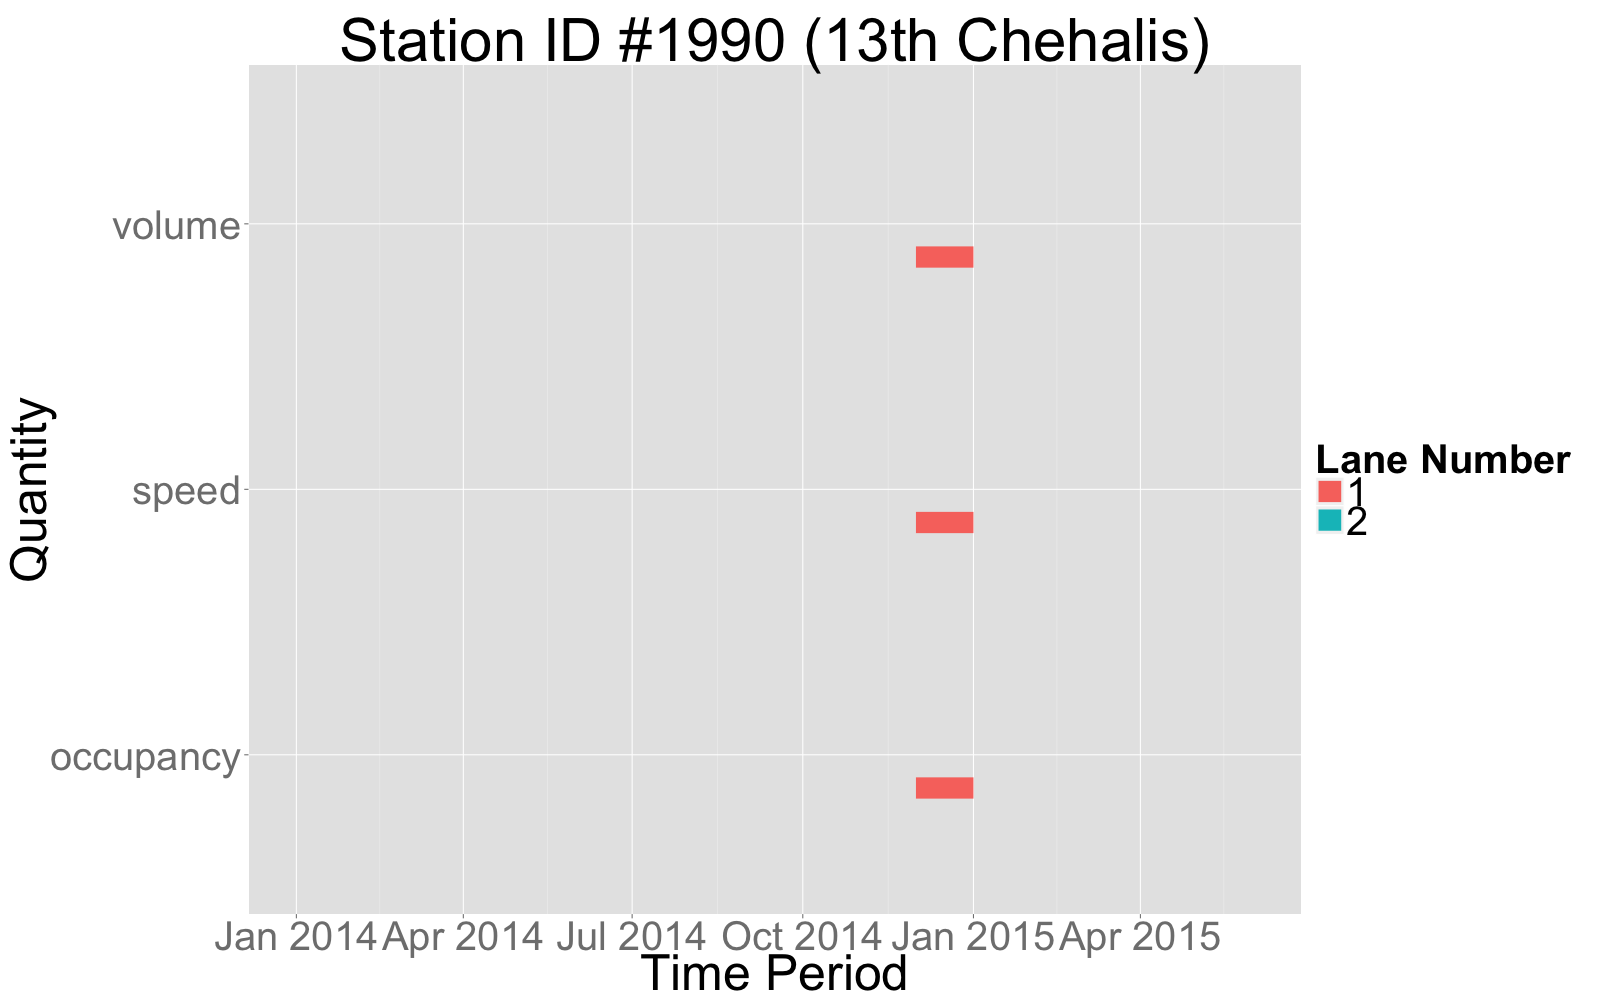 Station ID #1990 (13th Chehalis)
volume
speed
occupancy
Quantity
Jan 2014 Apr 2014 Jul 2014 Oct 2014 Jan 2015 Apr 2015
Time Period
Lane Number
1
2